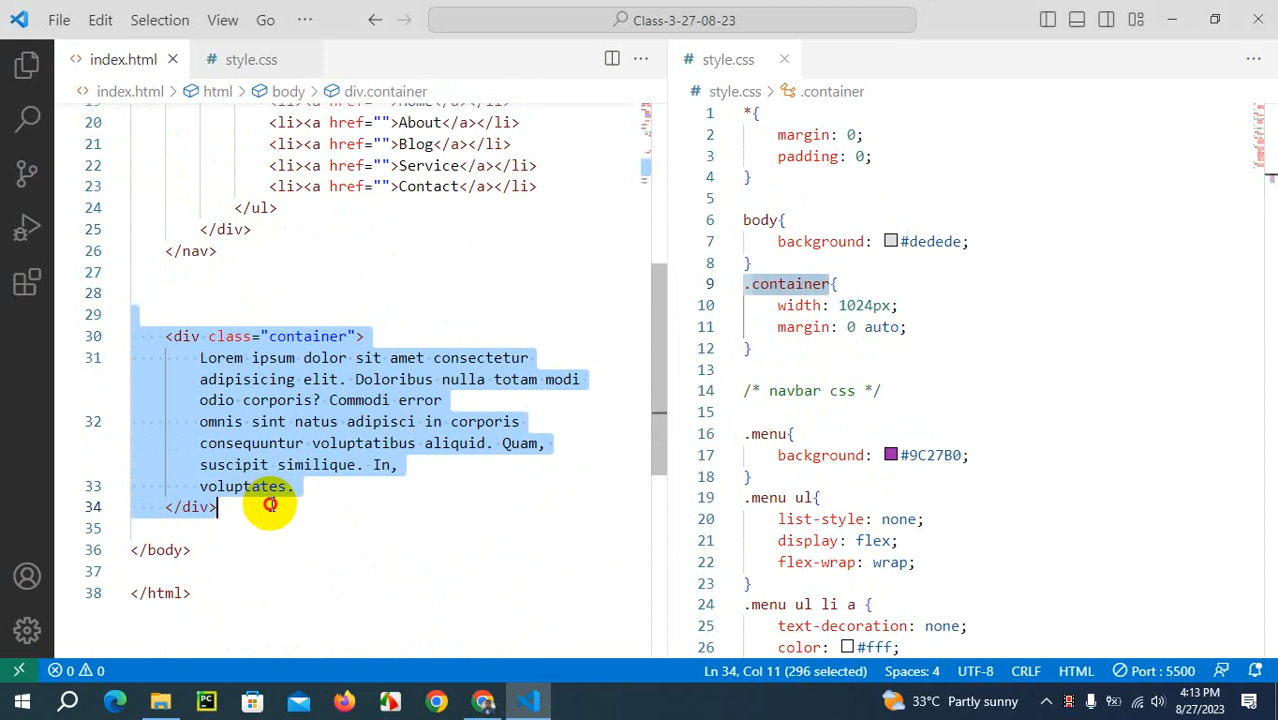 File Edit Selection View Go ··· Class-3-27-08-23
index.html style.css
index.html > html > body > div.container
20 <li><a href="">About</a></li>
21 <li><a href="">Blog</a></li>
22 <li><a href="">Service</a></li>
23 <li><a href="">Contact</a></li>
24 </ul>
25 </div>
26 </nav>
27
28
29
30 <div class="container">
31 Lorem ipsum dolor sit amet consectetur
adipisicing elit. Doloribus nulla totam modi
odio corporis? Commodi error
32 omnis sint natus adipisci in corporis
consequuntur voluptatibus aliquid. Quam,
suscipit similique. In,
33 voluptates.
34 </div>
35
36 </body>
37
38 </html>
style.css
style.css > .container
1 *{
2 margin: 0;
3 padding: 0;
4 }
5
6 body{
7 background: #dedede;
8 }
9 .container{
10 width: 1024px;
11 margin: 0 auto;
12 }
13
14 /* navbar css */
15
16 .menu{
17 background: #9C27B0;
18 }
19 .menu ul{
20 list-style: none;
21 display: flex;
22 flex-wrap: wrap;
23 }
24 .menu ul li a {
25 text-decoration: none;
26 color: #fff;
0 0 Ln 34, Col 11 (296 selected) Spaces: 4 UTF-8 CRLF HTML Port : 5500
33°C Partly sunny 4:13 PM
8/27/2023